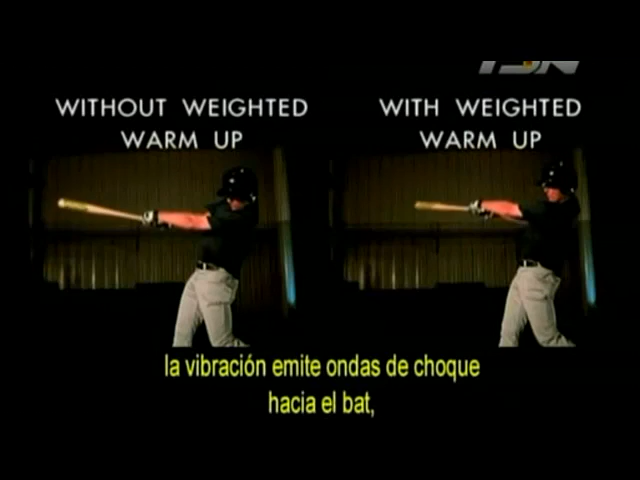 WITHOUT WEIGHTED
WARM UP
WITH WEIGHTED
WARM UP
la vibración emite ondas de choque
hacia el bat,